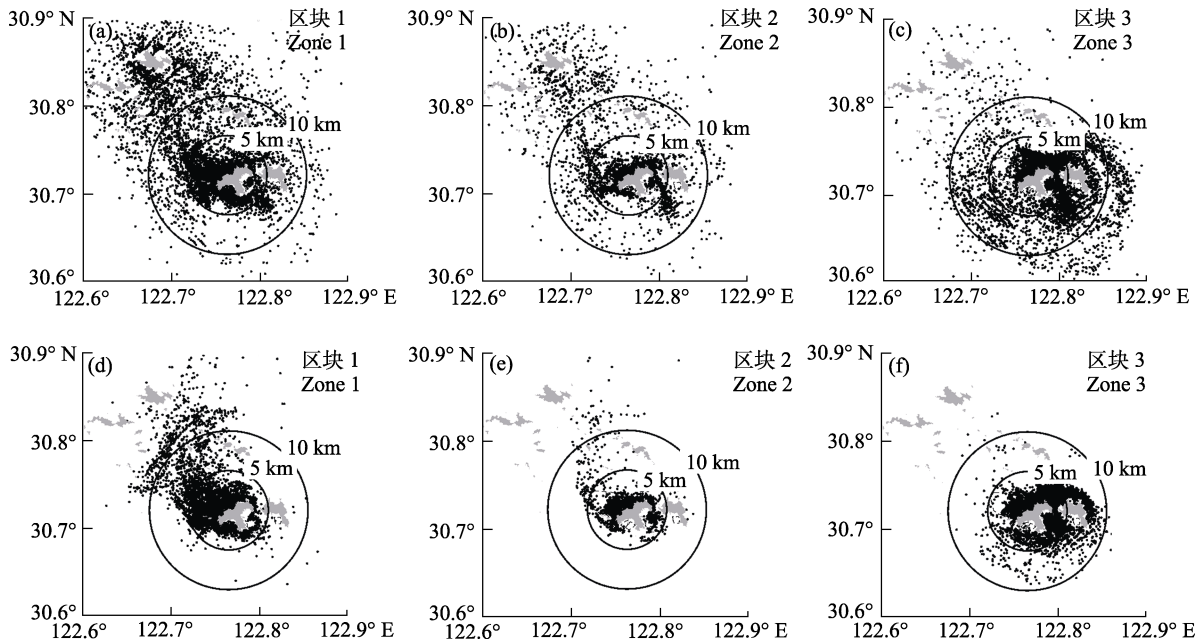 30.9° N
(a)
区块 1
Zone 1
30.8°
10 km
5 km
30.7°
30.6°
122.6°
122.7°
122.8°
122.9° E
30.9° N
(b)
区块 2
Zone 2
30.8°
10 km
5 km
30.7°
30.6°
122.6°
122.7°
122.8°
122.9° E
30.9° N
(c)
区块 3
Zone 3
30.8°
10 km
5 km
30.7°
30.6°
122.6°
122.7°
122.8°
122.9° E
30.9° N
(d)
区块 1
Zone 1
30.8°
10 km
5 km
30.7°
30.6°
122.6°
122.7°
122.8°
122.9° E
30.9° N
(e)
区块 2
Zone 2
30.8°
10 km
5 km
30.7°
30.6°
122.6°
122.7°
122.8°
122.9° E
30.9° N
(f)
区块 3
Zone 3
30.8°
10 km
5 km
30.7°
30.6°
122.6°
122.7°
122.8°
122.9° E